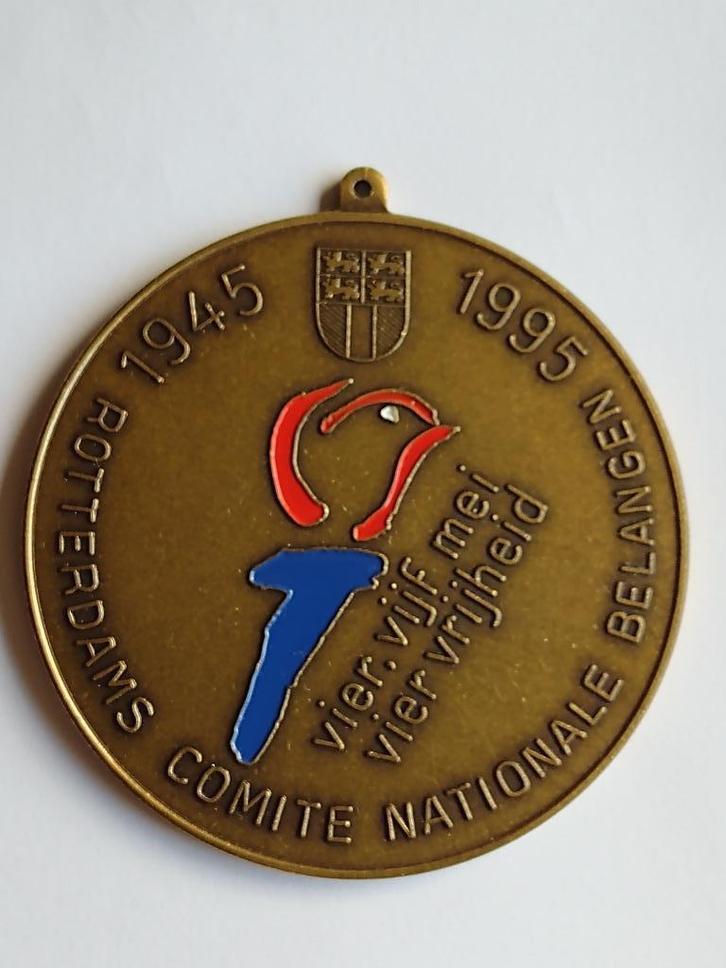 1945 1995
ROTTERDAMS COMITE NATIONALE BELANGEN
vier. vijf mei
vier vrijheid